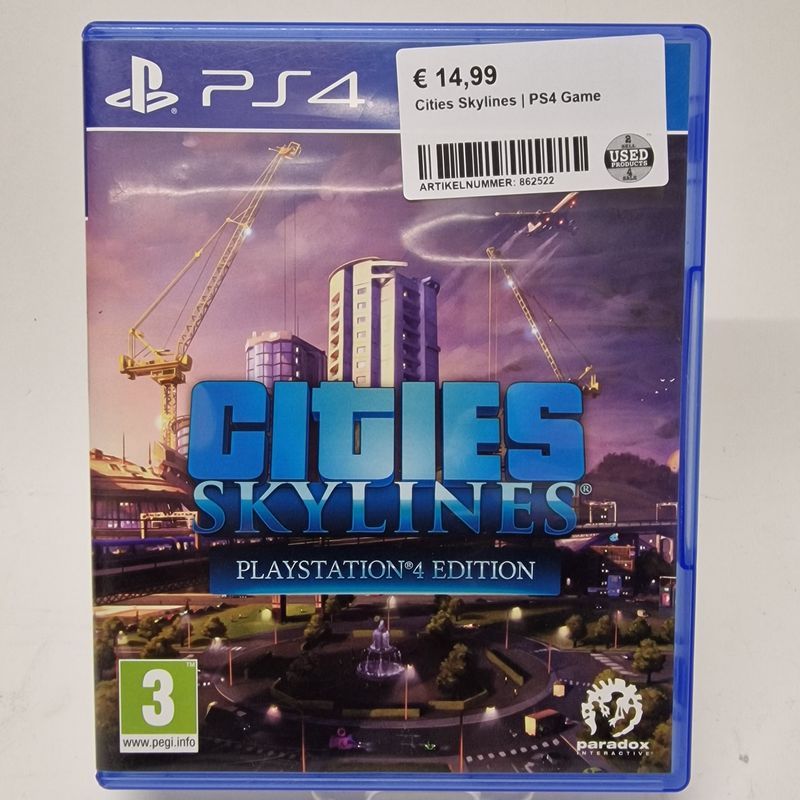 PS4
€ 14,99
Cities Skylines | PS4 Game
ARTIKELNUMMER: 862522
2
SELL
USED
PRODUCTS
4
SALE
CITIES
SKYLINES®
PLAYSTATION®4 EDITION
3
www.pegi.info
paradox
INTERACTIVE